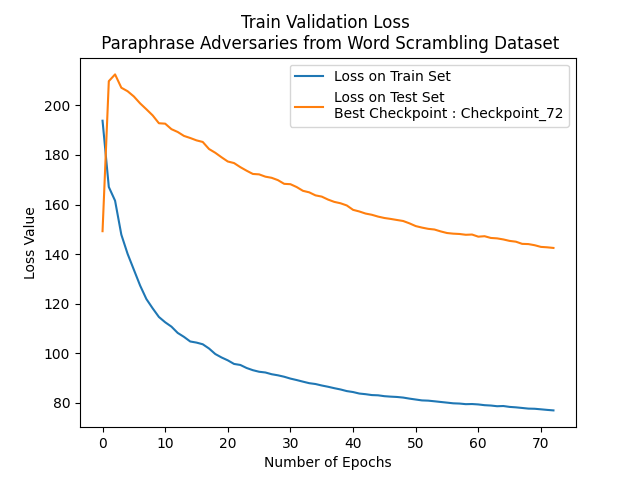 Train Validation Loss
Paraphrase Adversaries from Word Scrambling Dataset
Loss on Train Set
Loss on Test Set
Best Checkpoint : Checkpoint_72
200
180
160
140
120
100
80
Loss Value
0 10 20 30 40 50 60 70
Number of Epochs